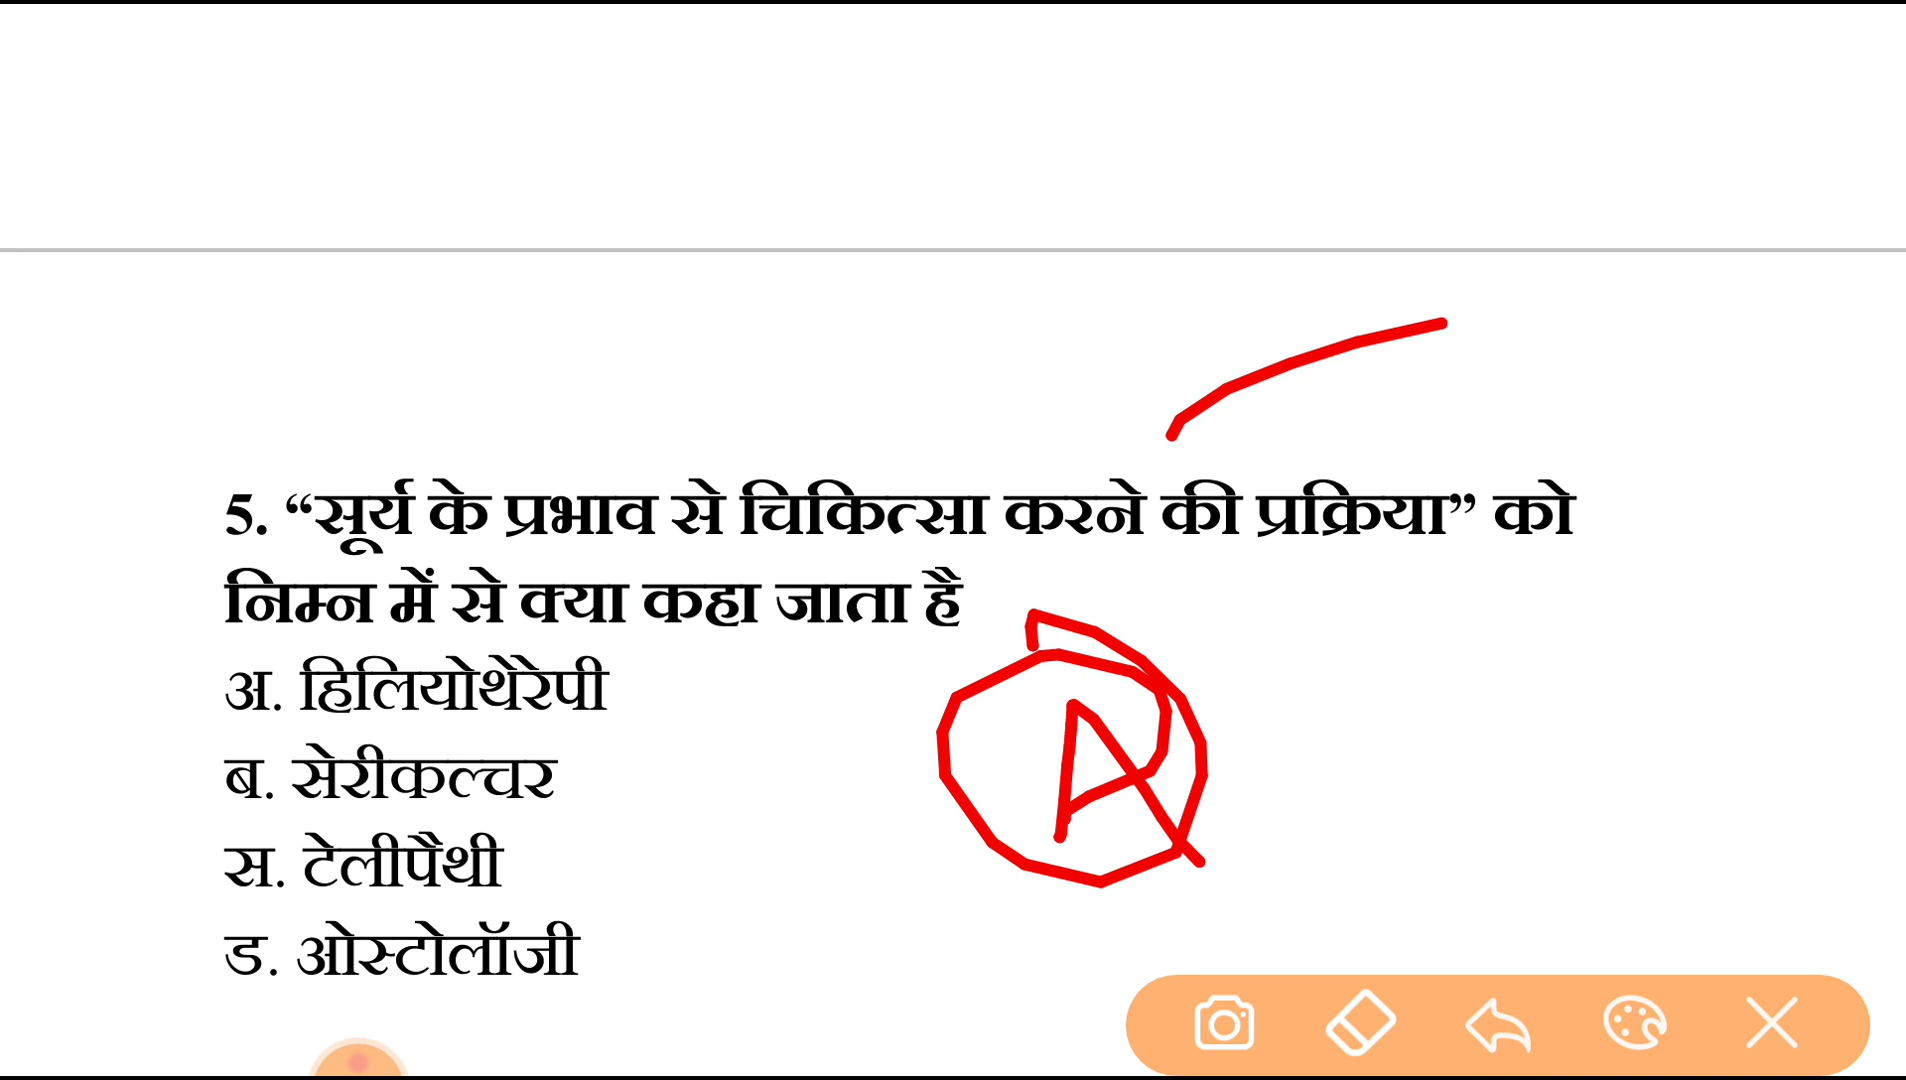 5. “सूर्य के प्रभाव से चिकित्सा करने की प्रक्रिया” को
निम्न में से क्या कहा जाता है
अ. हिलियोथैरेपी
ब. सेरीकल्चर
स. टेलीपैथी
ड. ओस्टोलॉजी
A